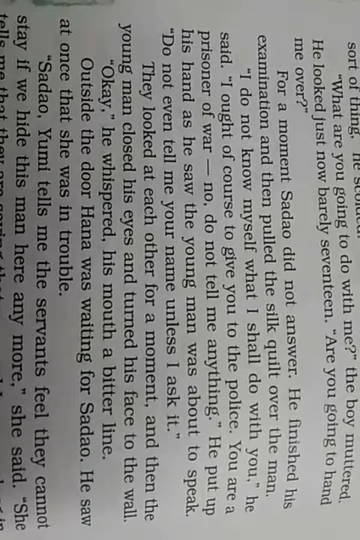 sort of thing. He
"What are you going to do with me?" the boy muttered.
He looked just now barely seventeen. "Are you going to hand
me over?"
For a moment Sadao did not answer. He finished his
examination and then pulled the silk quilt over the man.
"I do not know myself what I shall do with you," he
said. "I ought of course to give you to the police. You are a
prisoner of war — no, do not tell me anything." He put up
his hand as he saw the young man was about to speak.
"Do not even tell me your name unless I ask it."
They looked at each other for a moment, and then the
young man closed his eyes and turned his face to the wall.
"Okay," he whispered, his mouth a bitter line.
Outside the door Hana was waiting for Sadao. He saw
at once that she was in trouble.
"Sadao, Yumi tells me the servants feel they cannot
stay if we hide this man here any more," she said. "She
tells me that they are saying that